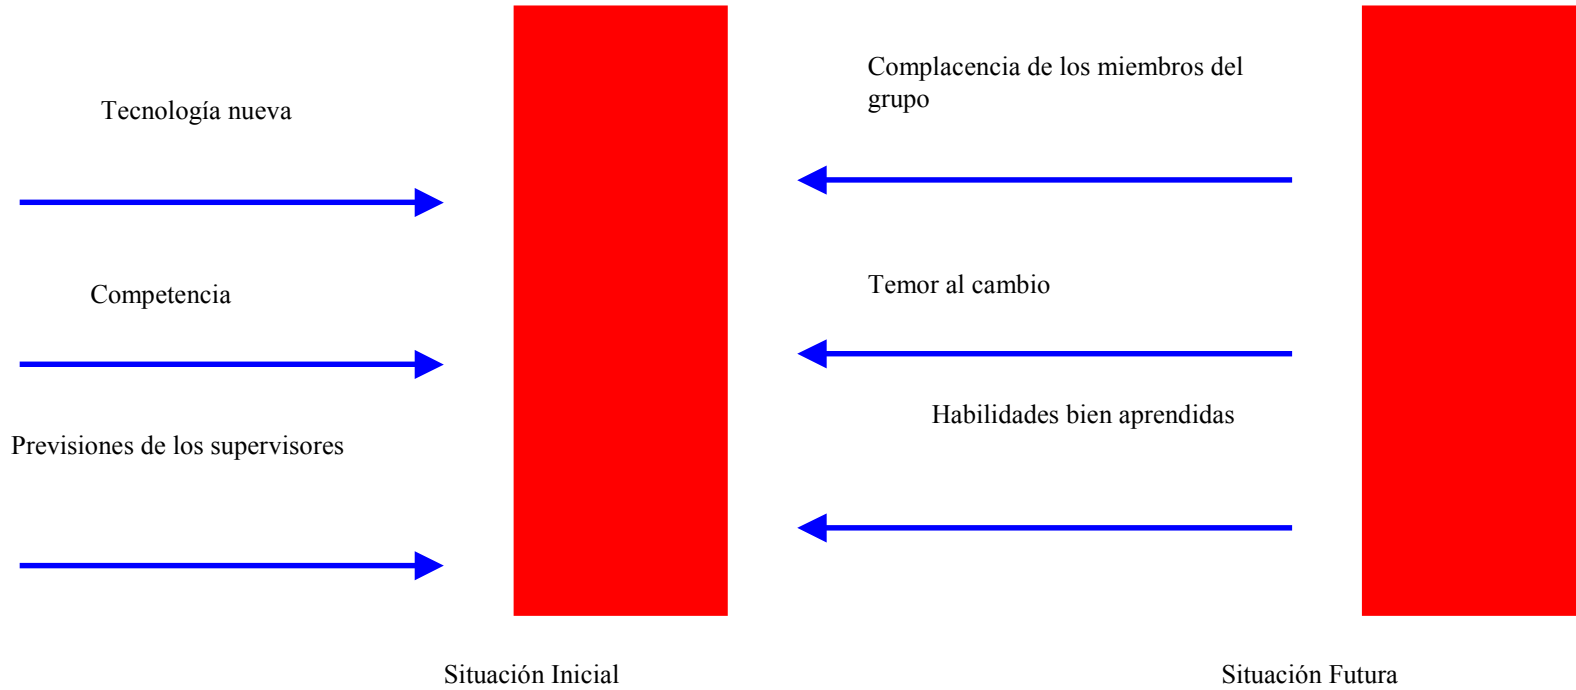 Tecnología nueva
Competencia
Previsiones de los supervisores
Complacencia de los miembros del
grupo
Temor al cambio
Habilidades bien aprendidas
Situación Inicial
Situación Futura